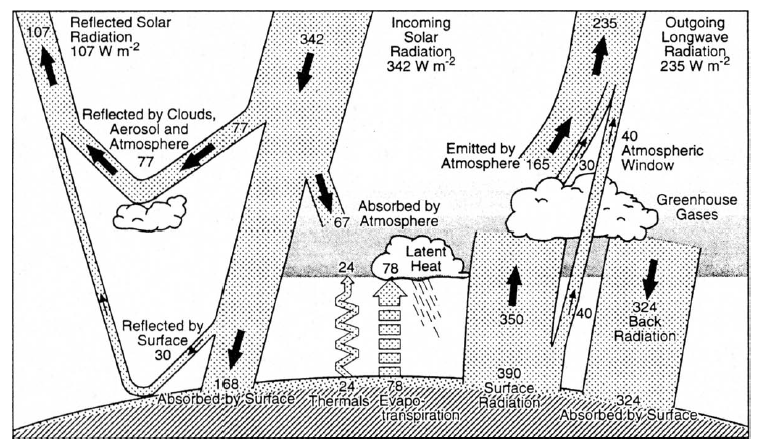 107
Reflected Solar
Radiation
107 W m-2
342
Incoming
Solar
Radiation
342 W m-2
235
Outgoing
Longwave
Radiation
235 W m-2
Reflected by Clouds,
Aerosol and
Atmosphere
77
77
Emitted by
Atmosphere 165
30
40
Atmospheric
Window
Greenhouse
Gases
67
Absorbed by
Atmosphere
Latent
Heat
24
78
350
40
324
Back
Radiation
Reflected by
Surface
30
168
Absorbed by Surface
24
Thermals
78
Evapo-
transpiration
390
Surface
Radiation
324
Absorbed by Surface